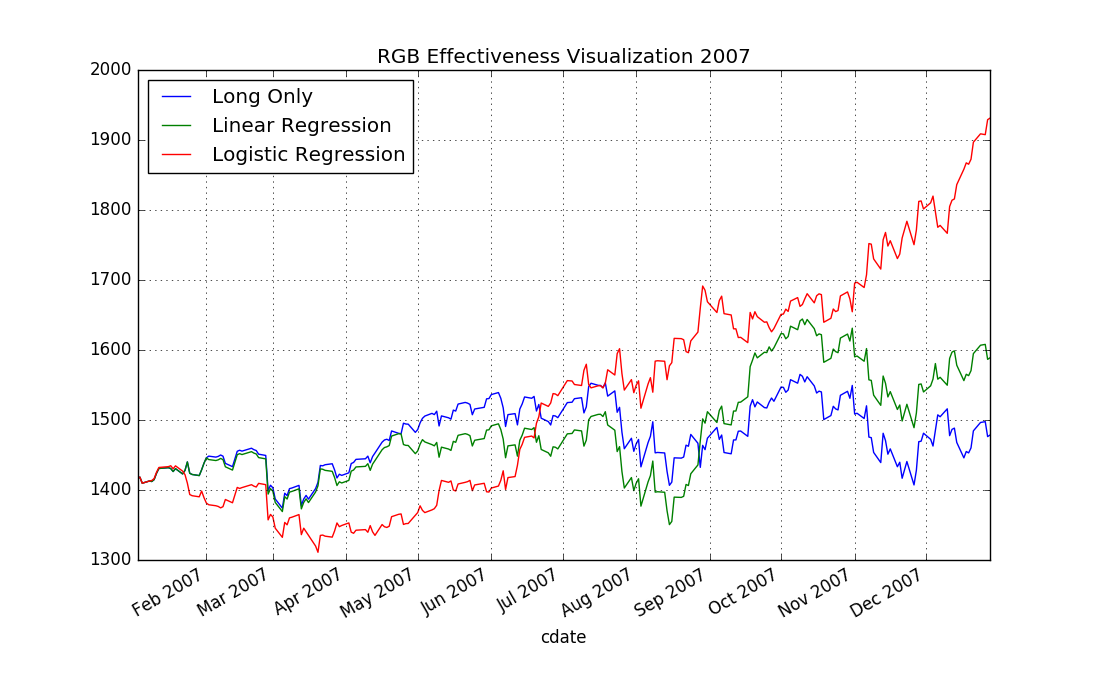 RGB Effectiveness Visualization 2007
2000
1900
1800
1700
1600
1500
1400
1300
Long Only
Linear Regression
Logistic Regression
Feb 2007
Mar 2007
Apr 2007
May 2007
Jun 2007
Jul 2007
Aug 2007
Sep 2007
Oct 2007
Nov 2007
Dec 2007
cdate